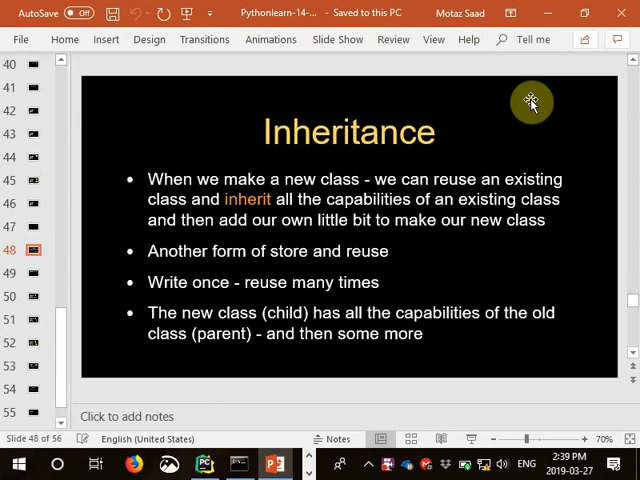 AutoSave Off Pythonlearn-14-... - Saved to this PC Motaz Saad
File Home Insert Design Transitions Animations Slide Show Review View Help Tell me
40
41
42
43
44
45
46
47
48
49
50
51
52
53
54
55
Inheritance
• When we make a new class - we can reuse an existing
class and inherit all the capabilities of an existing class
and then add our own little bit to make our new class
• Another form of store and reuse
• Write once - reuse many times
• The new class (child) has all the capabilities of the old
class (parent) - and then some more
Click to add notes
Slide 48 of 56 English (United States) Notes 70%
ENG 2:39 PM
2019-03-27